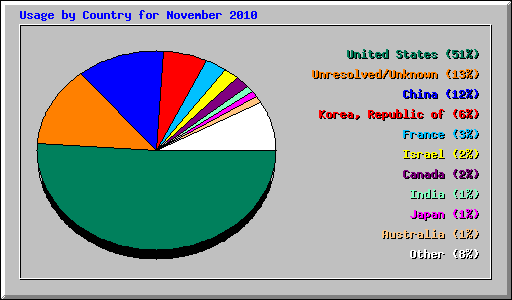 Usage by Country for November 2010
United States (51%)
Unresolved/Unknown (13%)
China (12%)
Korea, Republic of (6%)
France (3%)
Israel (2%)
Canada (2%)
India (1%)
Japan (1%)
Australia (1%)
Other (8%)